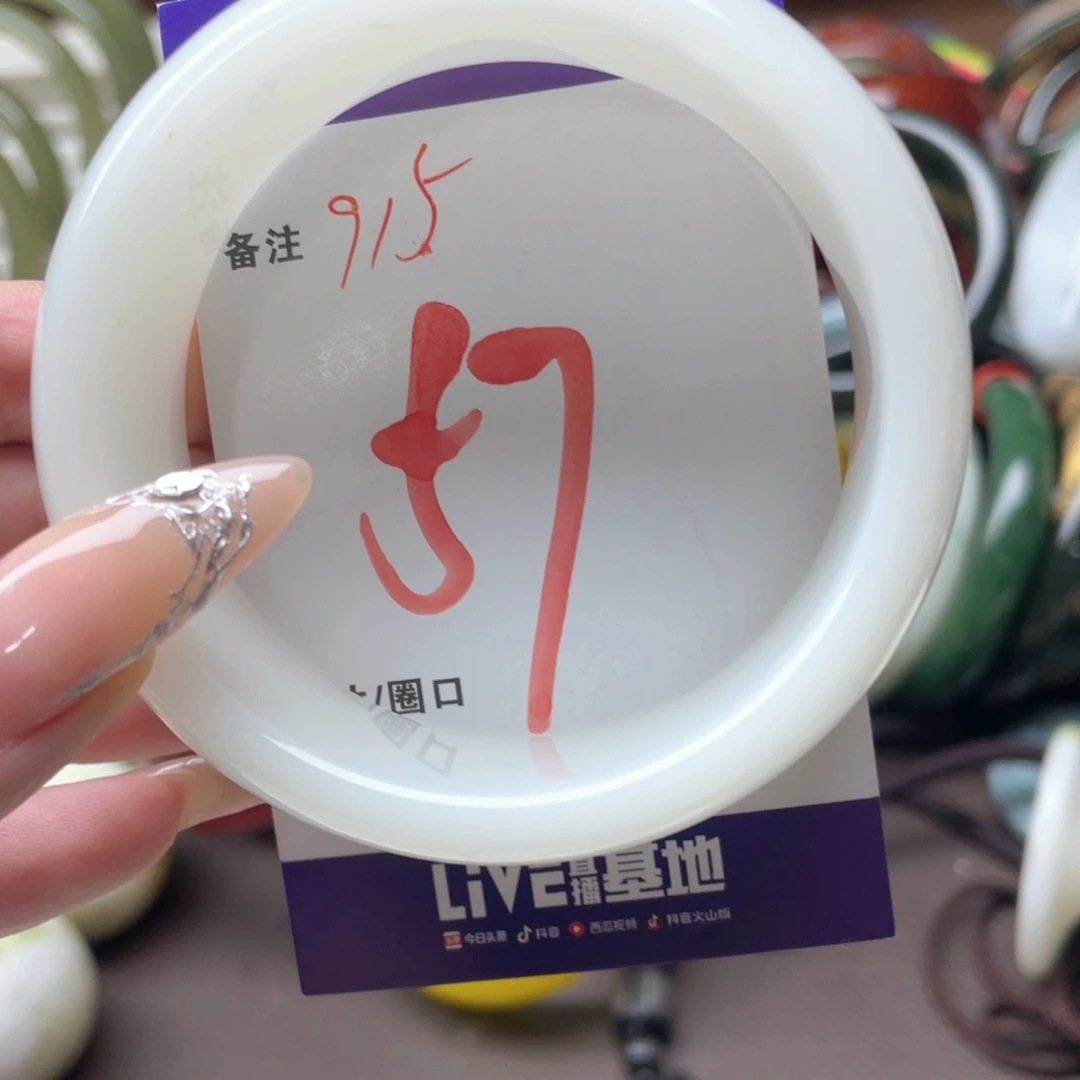 备注 915
57
/圈口
LIVE直播基地
今日头条 抖音 西瓜视频 抖音火山版